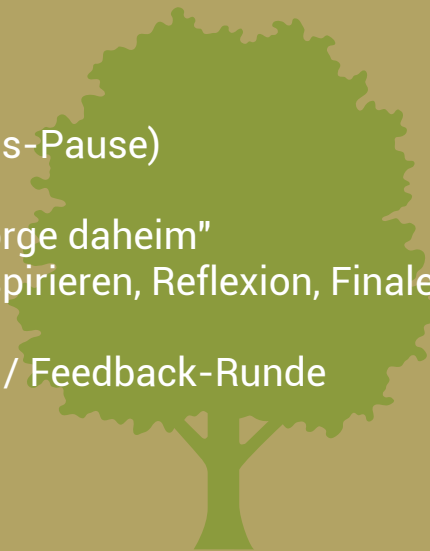 s-Pause)
rge daheim"
pirieren, Reflexion, Finale
/ Feedback-Runde